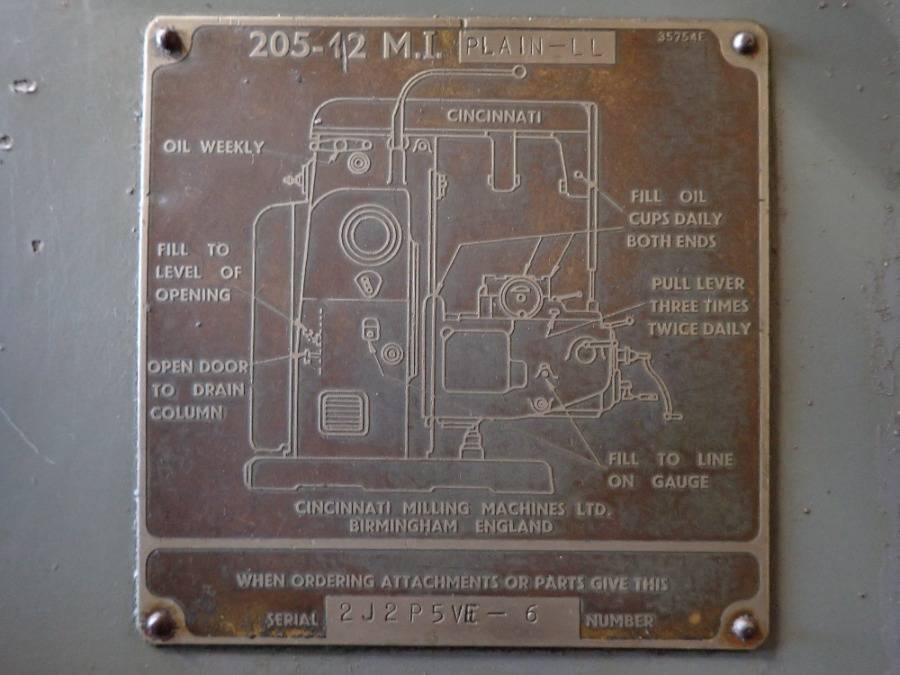 205-12 M.I. PLAIN-LL
35754E
CINCINNATI
OIL WEEKLY
FILL OIL
CUPS DAILY
BOTH ENDS
FILL TO
LEVEL OF
OPENING
PULL LEVER
THREE TIMES
TWICE DAILY
OPEN DOOR
TO DRAIN
COLUMN
FILL TO LINE
ON GAUGE
CINCINNATI MILLING MACHINES LTD.
BIRMINGHAM ENGLAND
WHEN ORDERING ATTACHMENTS OR PARTS GIVE THIS
SERIAL 2J2P5VE-6 NUMBER